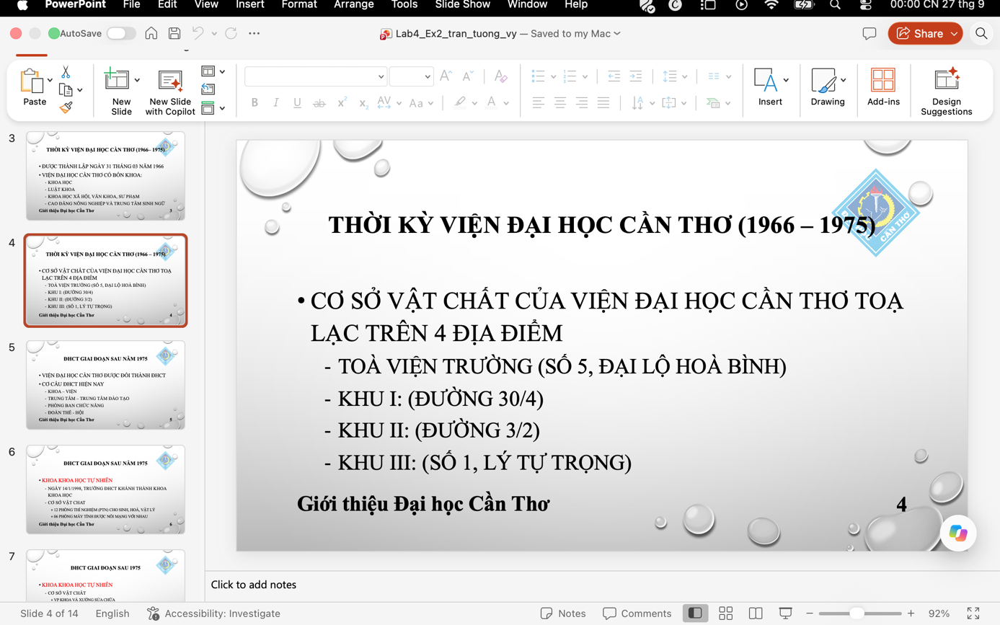 PowerPoint File Edit View Insert Format Arrange Tools Slide Show Window Help 00:00 CN 27 thg 9
AutoSave Lab4_Ex2_tran_tuong_vy — Saved to my Mac Share
Paste New Slide New Slide with Copilot Insert Drawing Add-ins Design Suggestions
3
THỜI KỲ VIỆN ĐẠI HỌC CẦN THƠ (1966– 1975)
• ĐƯỢC THÀNH LẬP NGÀY 31 THÁNG 03 NĂM 1966
• VIỆN ĐẠI HỌC CẦN THƠ CÓ BỐN KHOA:
- KHOA HỌC
- LUẬT KHOA
- KHOA HỌC XÃ HỘI, VĂN KHOA, SƯ PHẠM
- CAO ĐẲNG NÔNG NGHIỆP VÀ TRUNG TÂM SINH NGỮ
Giới thiệu Đại học Cần Thơ 3
4
THỜI KỲ VIỆN ĐẠI HỌC CẦN THƠ (1966 – 1975)
• CƠ SỞ VẬT CHẤT CỦA VIỆN ĐẠI HỌC CẦN THƠ TOẠ
LẠC TRÊN 4 ĐỊA ĐIỂM
- TOÀ VIỆN TRƯỜNG (SỐ 5, ĐẠI LỘ HOÀ BÌNH)
- KHU I: (ĐƯỜNG 30/4)
- KHU II: (ĐƯỜNG 3/2)
- KHU III: (SỐ 1, LÝ TỰ TRỌNG)
Giới thiệu Đại học Cần Thơ 4
5
ĐHCT GIAI ĐOẠN SAU NĂM 1975
• VIỆN ĐẠI HỌC CẦN THƠ ĐƯỢC ĐỔI THÀNH ĐHCT
• CƠ CẤU ĐHCT HIỆN NAY
- KHOA – VIỆN
- TRUNG TÂM – TRUNG TÂM ĐÀO TẠO
- PHÒNG BAN CHỨC NĂNG
- ĐOÀN THỂ - HỘI
Giới thiệu Đại học Cần Thơ 5
6
ĐHCT GIAI ĐOẠN SAU NĂM 1975
• KHOA KHOA HỌC TỰ NHIÊN
- NGÀY 14/1/1998, TRƯỜNG ĐHCT KHÁNH THÀNH KHOA
KHOA HỌC
- CƠ SỞ VẬT CHẤT
+ 12 PHÒNG THÍ NGHIỆM (PTN) CHO SINH, HOÁ, VẬT LÝ
+ 06 PHÒNG MÁY TÍNH ĐƯỢC NỐI MẠNG VỚI NHAU
Giới thiệu Đại học Cần Thơ 6
7
ĐHCT GIAI ĐOẠN SAU 1975
• KHOA KHOA HỌC TỰ NHIÊN
- CƠ SỞ VẬT CHẤT
+ VP KHOA VÀ XƯỞNG SỬA CHỮA
THỜI KỲ VIỆN ĐẠI HỌC CẦN THƠ (1966 – 1975)
CẦN THƠ
• CƠ SỞ VẬT CHẤT CỦA VIỆN ĐẠI HỌC CẦN THƠ TOẠ
LẠC TRÊN 4 ĐỊA ĐIỂM
- TOÀ VIỆN TRƯỜNG (SỐ 5, ĐẠI LỘ HOÀ BÌNH)
- KHU I: (ĐƯỜNG 30/4)
- KHU II: (ĐƯỜNG 3/2)
- KHU III: (SỐ 1, LÝ TỰ TRỌNG)
Giới thiệu Đại học Cần Thơ 4
Click to add notes
Slide 4 of 14 English Accessibility: Investigate Notes Comments 92%